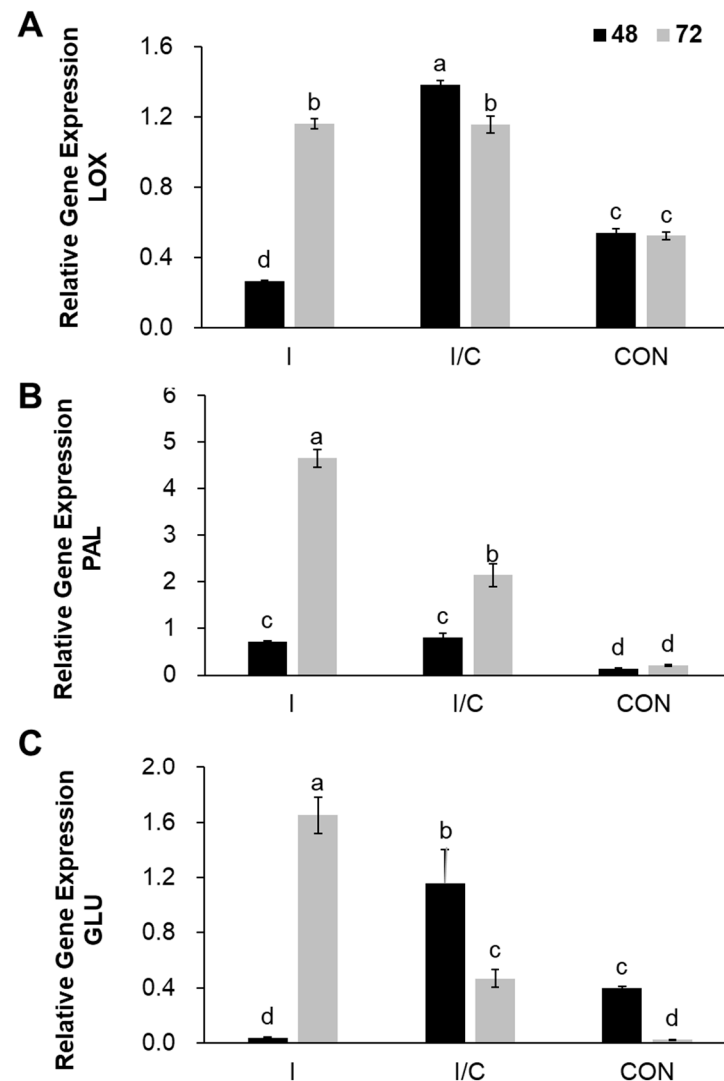 A
48 72
Relative Gene Expression
LOX
1.6
1.2
0.8
0.4
0.0
d
b
a
b
c
c
I
I/C
CON
B
Relative Gene Expression
PAL
6
5
4
3
2
1
0
c
a
c
b
d
d
I
I/C
CON
C
Relative Gene Expression
GLU
2.0
1.6
1.2
0.8
0.4
0.0
d
a
b
c
c
d
I
I/C
CON